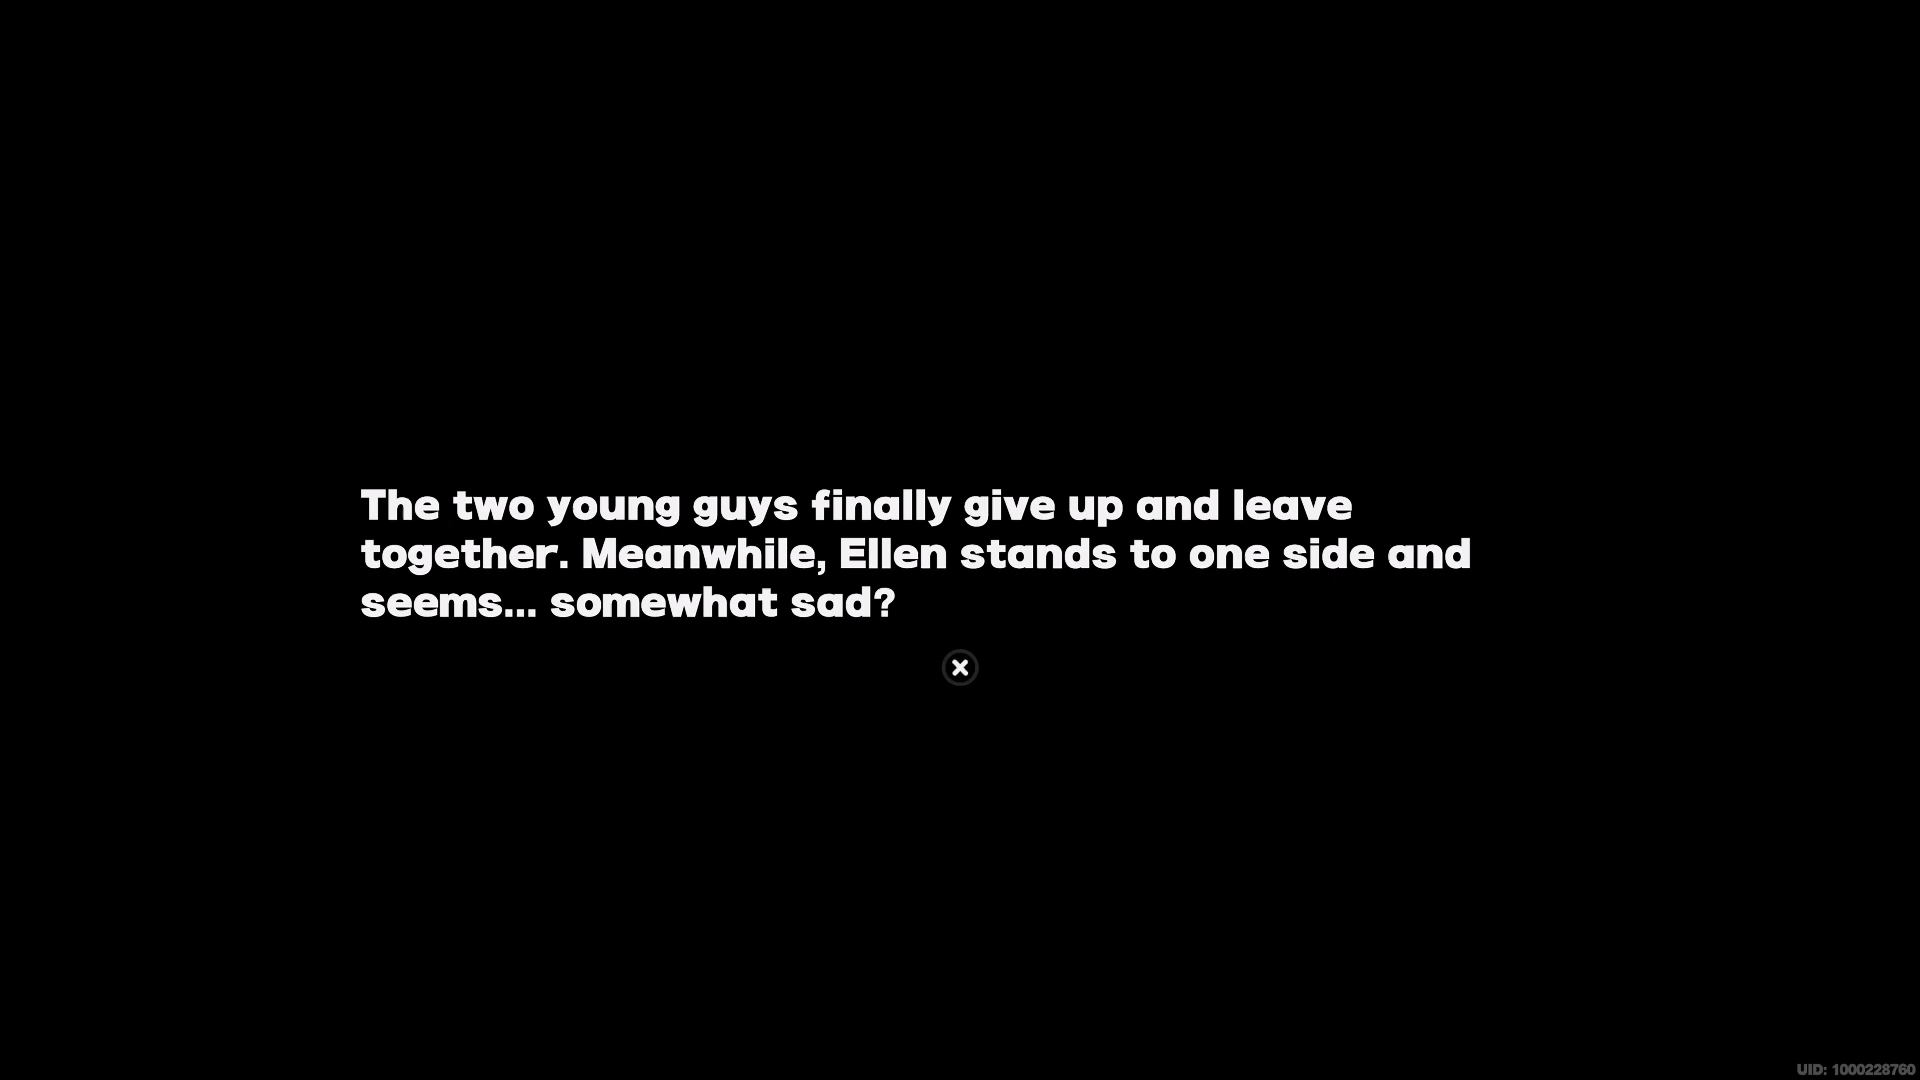 The two young guys finally give up and leave
together. Meanwhile, Ellen stands to one side and
seems... somewhat sad?
UID: 1000228760